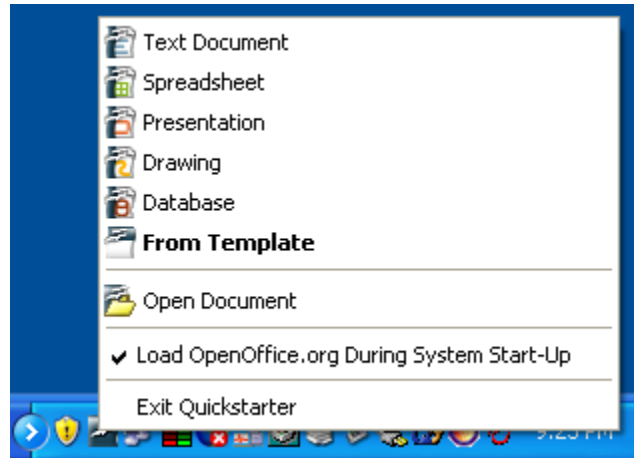 Text Document
Spreadsheet
Presentation
Drawing
Database
From Template
Open Document
Load OpenOffice.org During System Start-Up
Exit Quickstarter